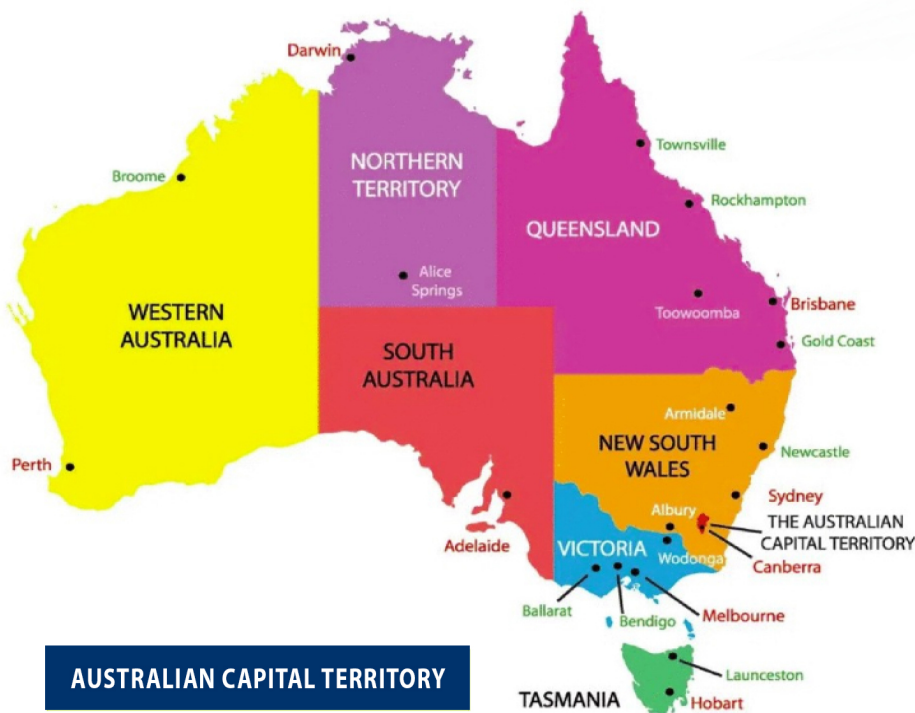 Darwin
NORTHERN
TERRITORY
Townsville
Broome
Rockhampton
QUEENSLAND
Alice
Springs
WESTERN
AUSTRALIA
Toowoomba
Brisbane
SOUTH
AUSTRALIA
Gold Coast
Armidale
NEW SOUTH
WALES
Newcastle
Perth
Sydney
Albury
THE AUSTRALIAN
CAPITAL TERRITORY
Adelaide
VICTORIA
Wodonga
Canberra
Ballarat
Bendigo
Melbourne
AUSTRALIAN CAPITAL TERRITORY
Launceston
TASMANIA
Hobart